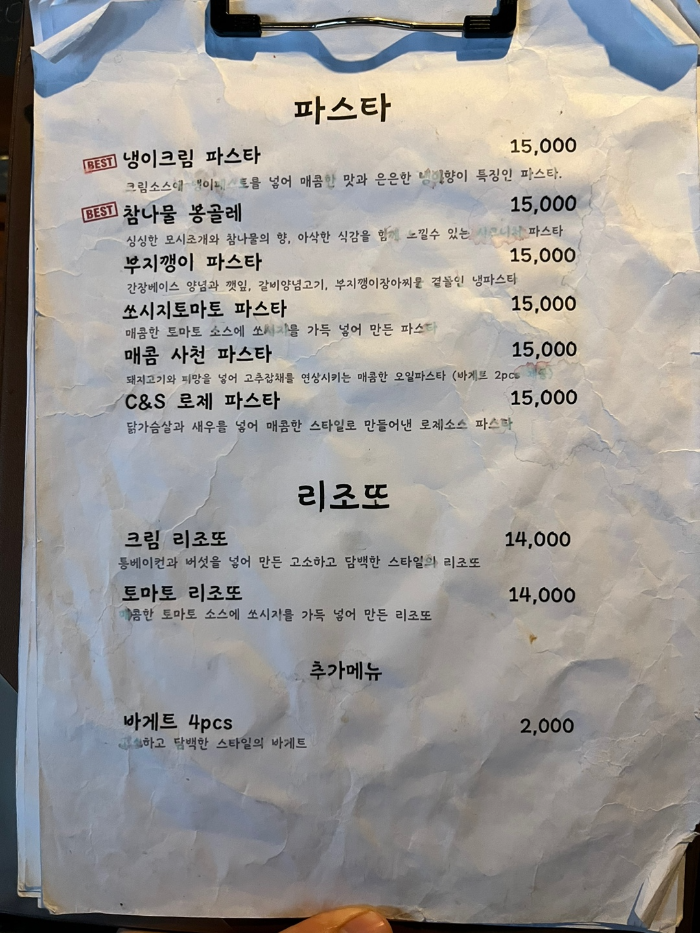 파스타
BEST 냉이크림 파스타 15,000
크림소스에 넣어 매콤한 맛과 은은한 특징인 파스타.
BEST 참나물 봉골레 15,000
싱싱한 모시조개와 참나물의 향, 아삭한 식감을 함께 느낄수 있는 파스타
부지깽이 파스타 15,000
간장베이스 양념과 깻잎, 갈비양념고기, 부지깽이장아찌를 곁들인 냉파스타
쏘시지토마토 파스타 15,000
매콤한 토마토 소스에 쏘시지를 가득 넣어 만든 파스타
매콤 사천 파스타 15,000
돼지고기와 피망을 넣어 고추잡채를 연상시키는 매콤한 오일파스타 (바게트 2pcs
C&S 로제 파스타 15,000
닭가슴살과 새우를 넣어 매콤한 스타일로 만들어낸 로제소스 파스타
리조또
크림 리조또 14,000
통베이컨과 버섯을 넣어 만든 고소하고 담백한 스타일의 리조또
토마토 리조또 14,000
매콤한 토마토 소스에 쏘시지를 가득 넣어 만든 리조또
추가메뉴
바게트 4pcs 2,000
고소하고 담백한 스타일의 바게트